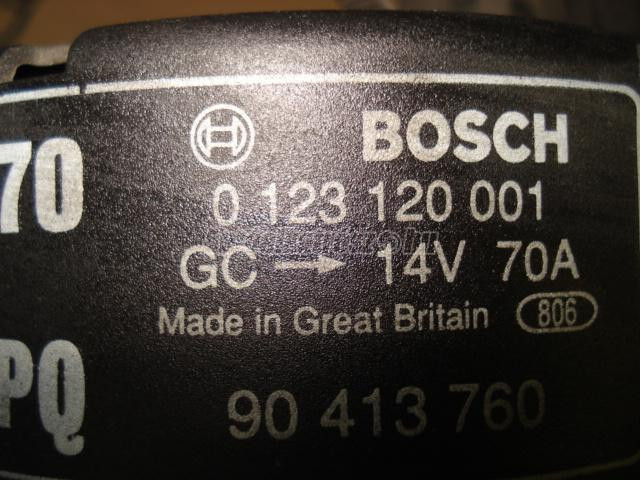 70 BOSCH
0 123 120 001
GC → 14V 70A
Made in Great Britain 806
PQ 90 413 760